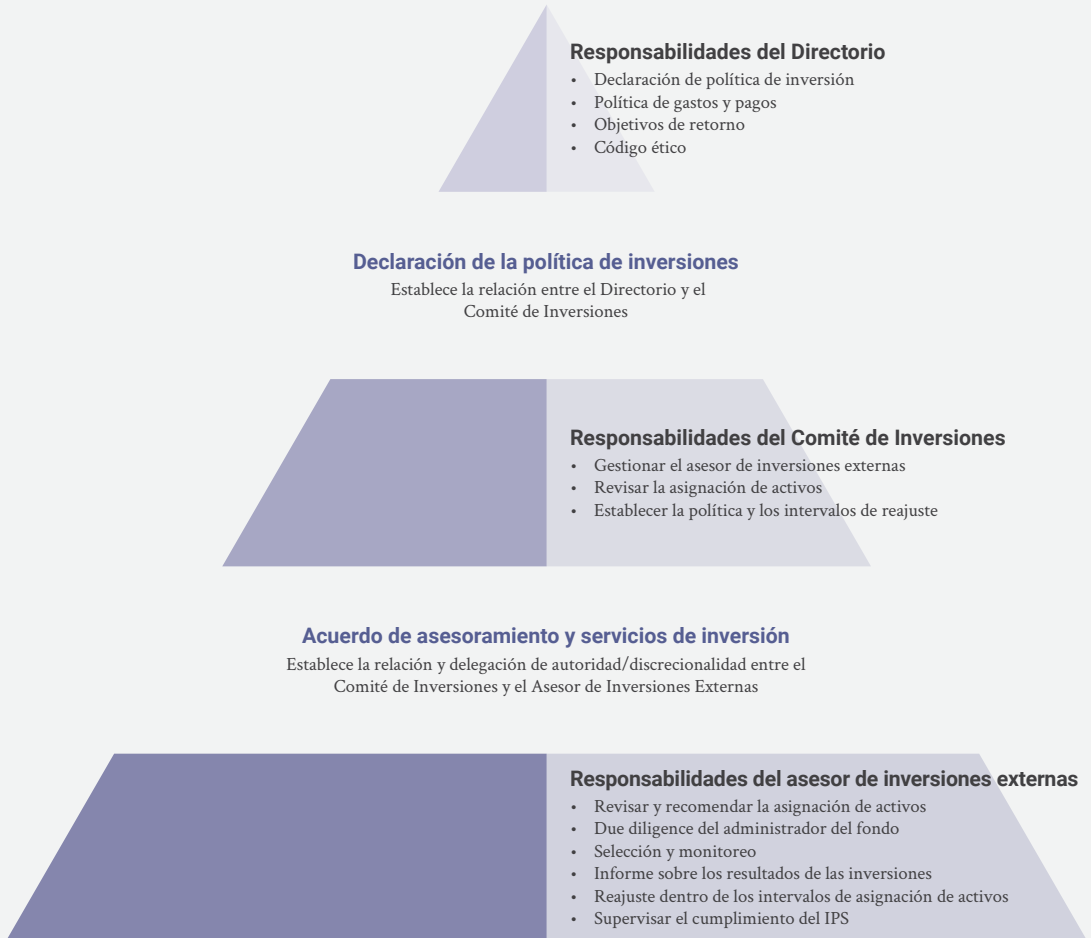 Responsabilidades del Directorio
• Declaración de política de inversión
• Política de gastos y pagos
• Objetivos de retorno
• Código ético
Declaración de la política de inversiones
Establece la relación entre el Directorio y el
Comité de Inversiones
Responsabilidades del Comité de Inversiones
• Gestionar el asesor de inversiones externas
• Revisar la asignación de activos
• Establecer la política y los intervalos de reajuste
Acuerdo de asesoramiento y servicios de inversión
Establece la relación y delegación de autoridad/discrecionalidad entre el
Comité de Inversiones y el Asesor de Inversiones Externas
Responsabilidades del asesor de inversiones externas
• Revisar y recomendar la asignación de activos
• Due diligence del administrador del fondo
• Selección y monitoreo
• Informe sobre los resultados de las inversiones
• Reajuste dentro de los intervalos de asignación de activos
• Supervisar el cumplimiento del IPS